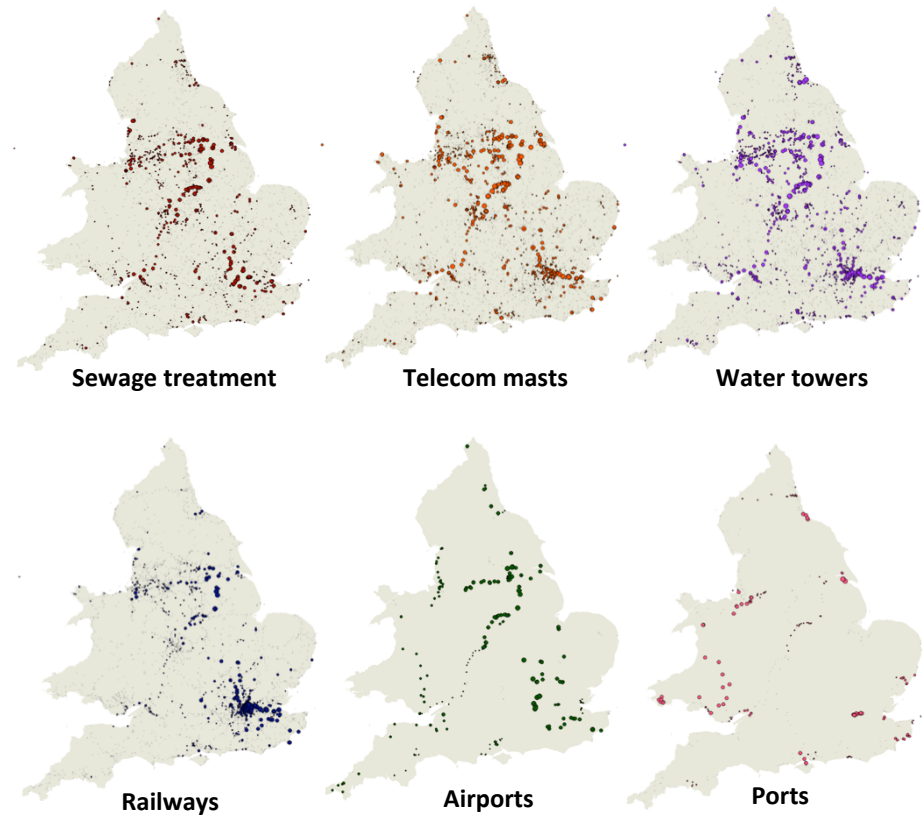 Sewage treatment
Telecom masts
Water towers
Railways
Airports
Ports